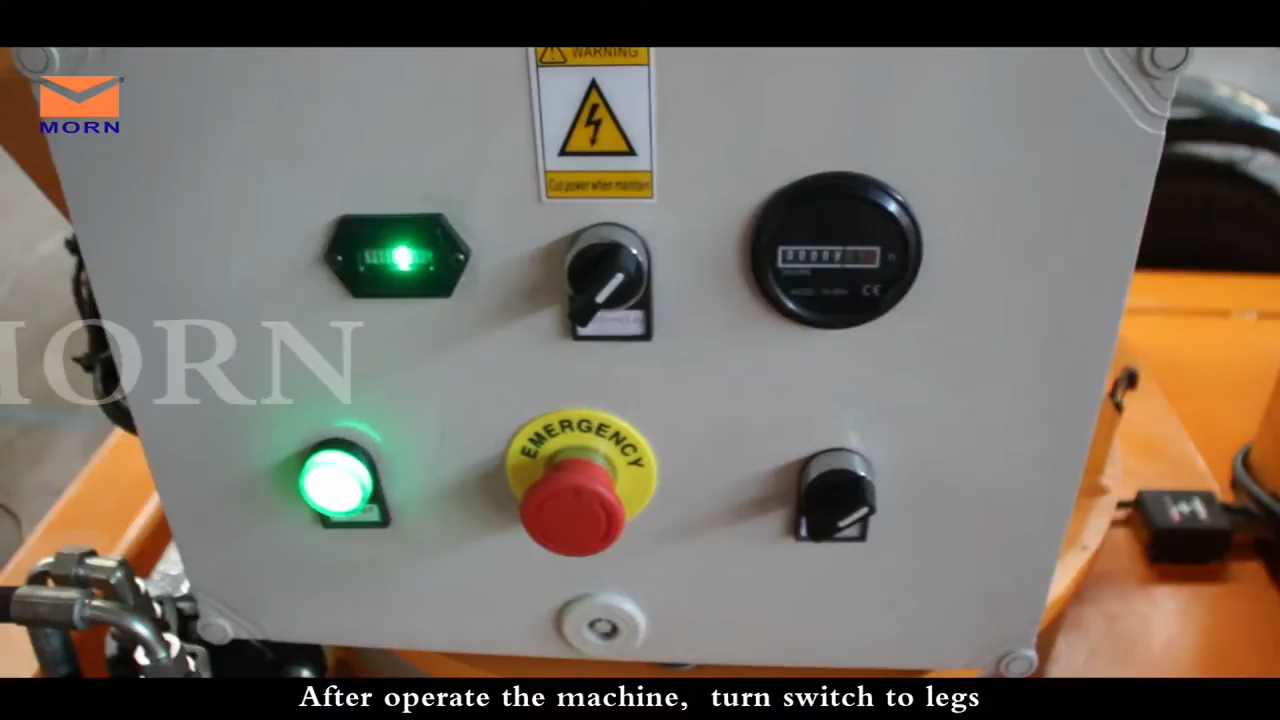 WARNING
MORN
Cut power when maintain
MORN
EMERGENCY
After operate the machine, turn switch to legs